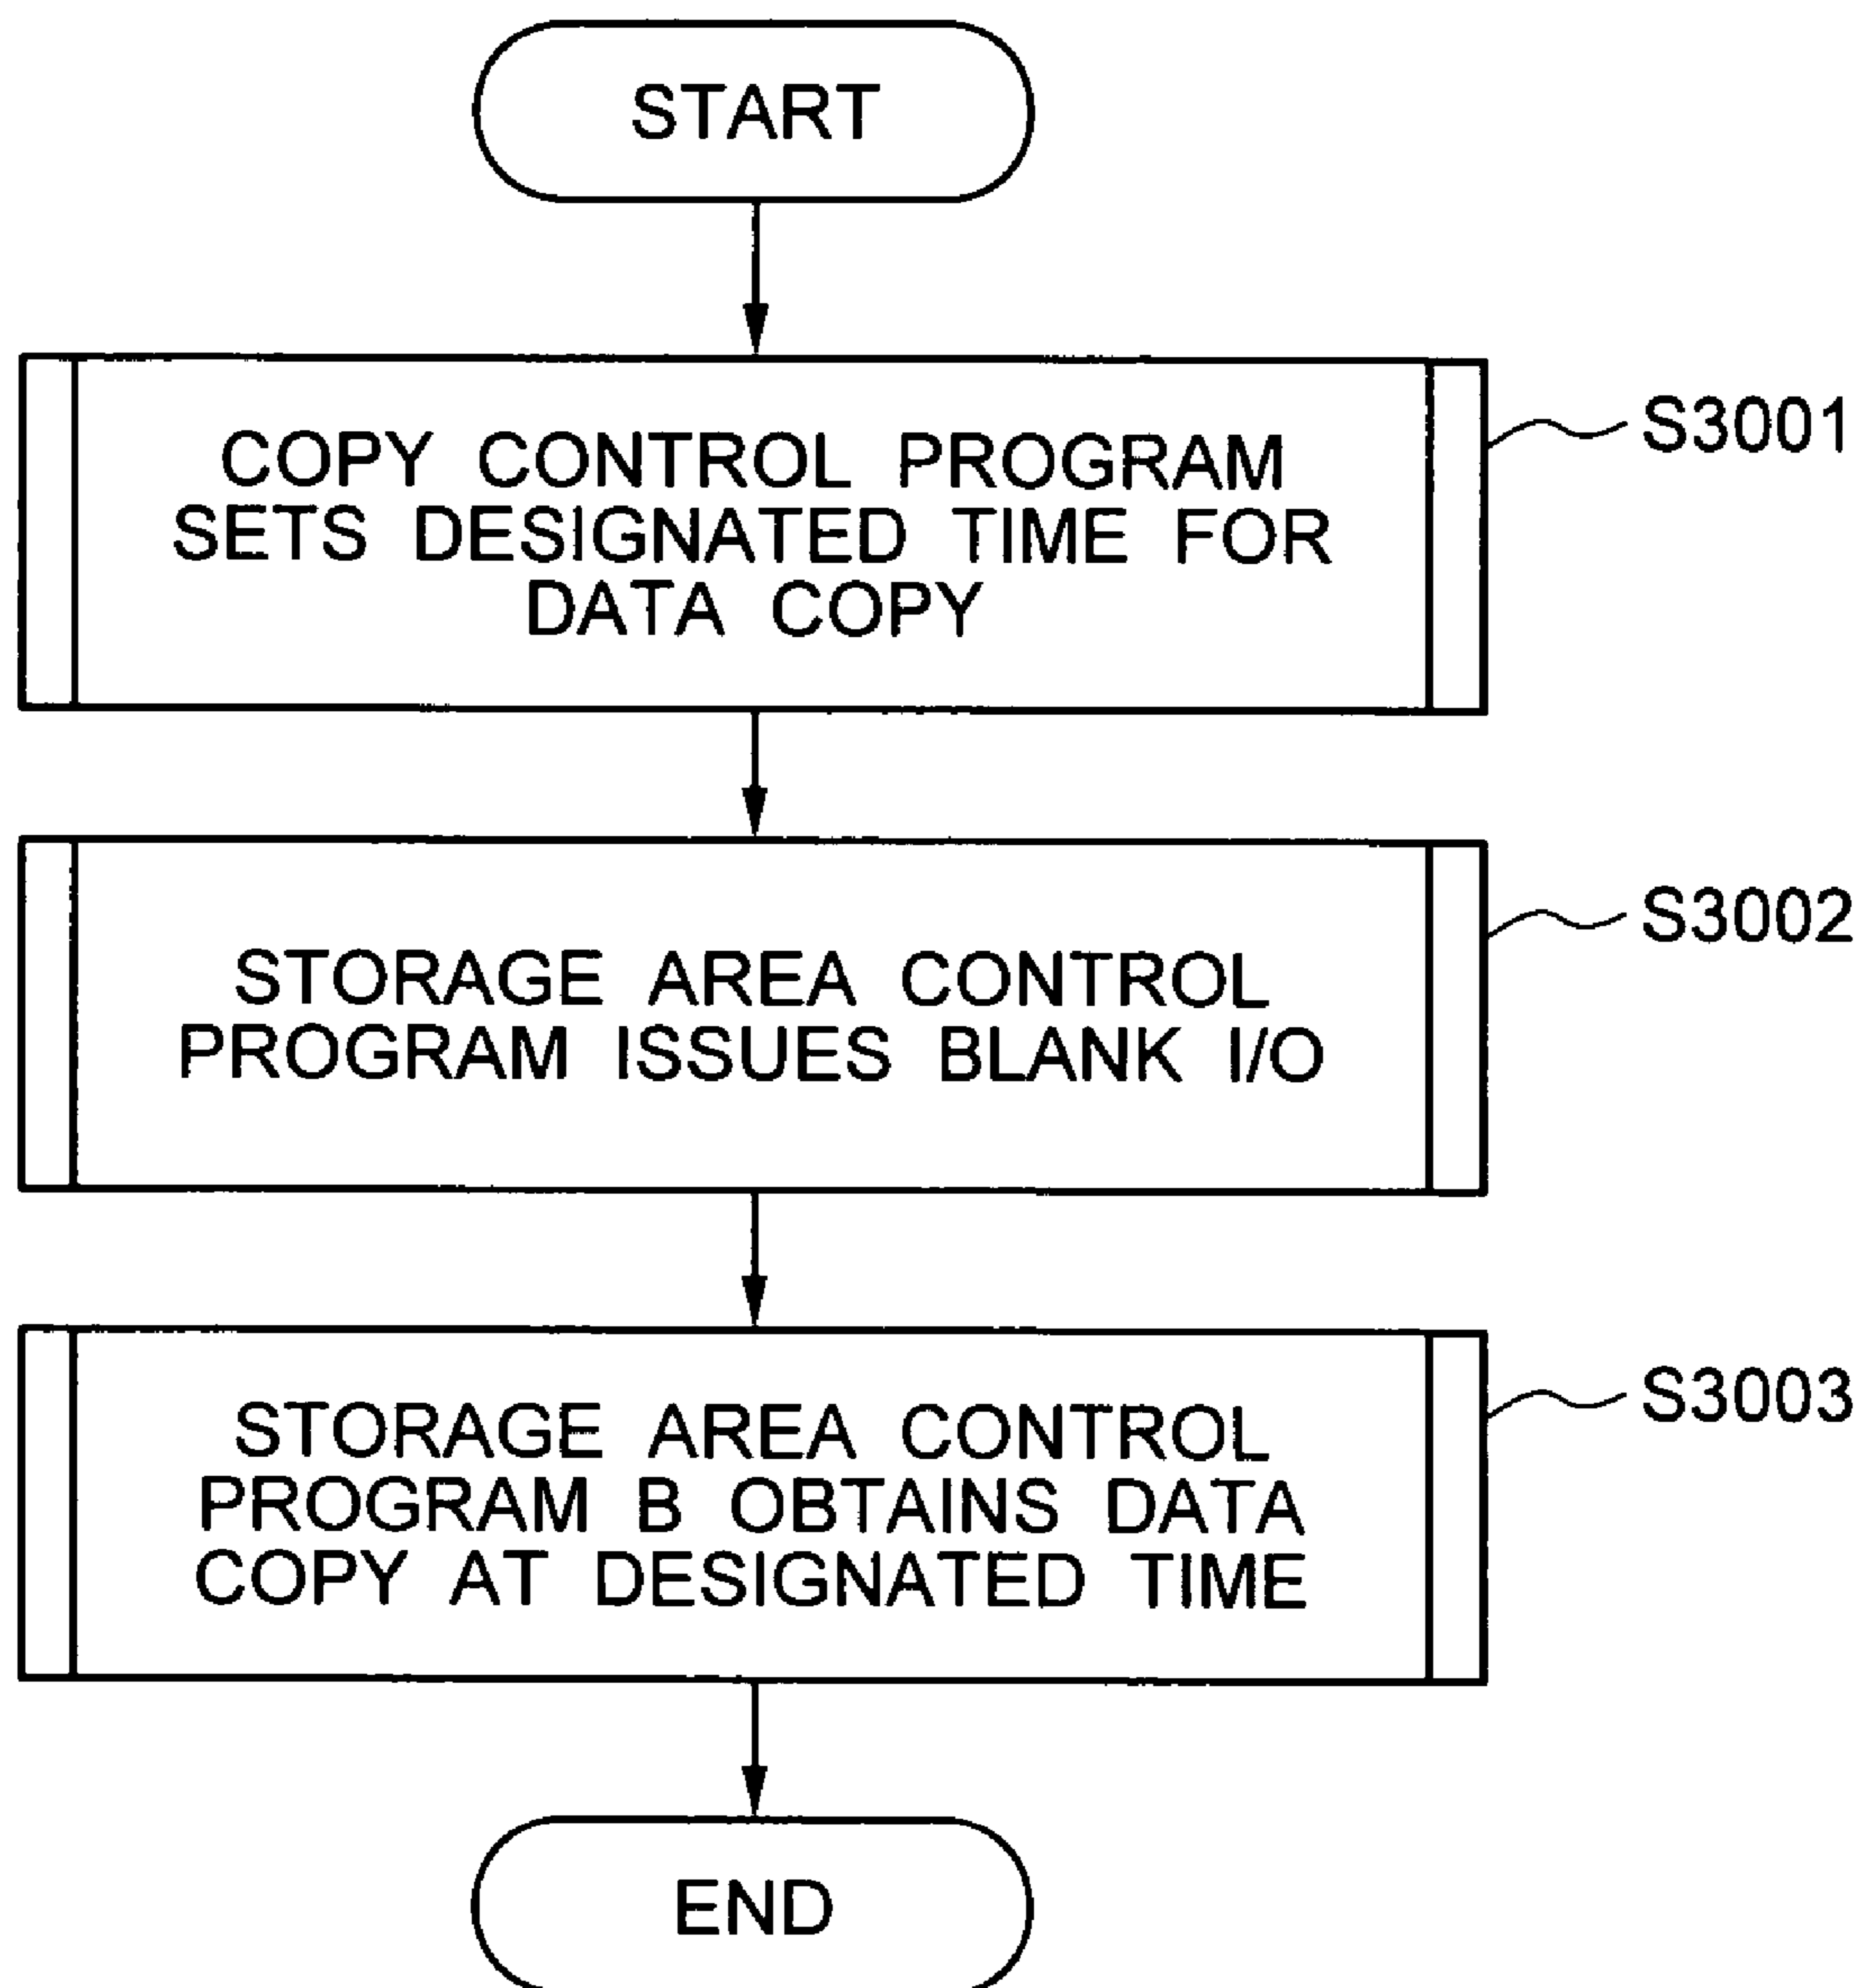 START
COPY CONTROL PROGRAM
SETS DESIGNATED TIME FOR
DATA COPY
S3001
STORAGE AREA CONTROL
PROGRAM ISSUES BLANK I/O
S3002
STORAGE AREA CONTROL
PROGRAM B OBTAINS DATA
COPY AT DESIGNATED TIME
S3003
END